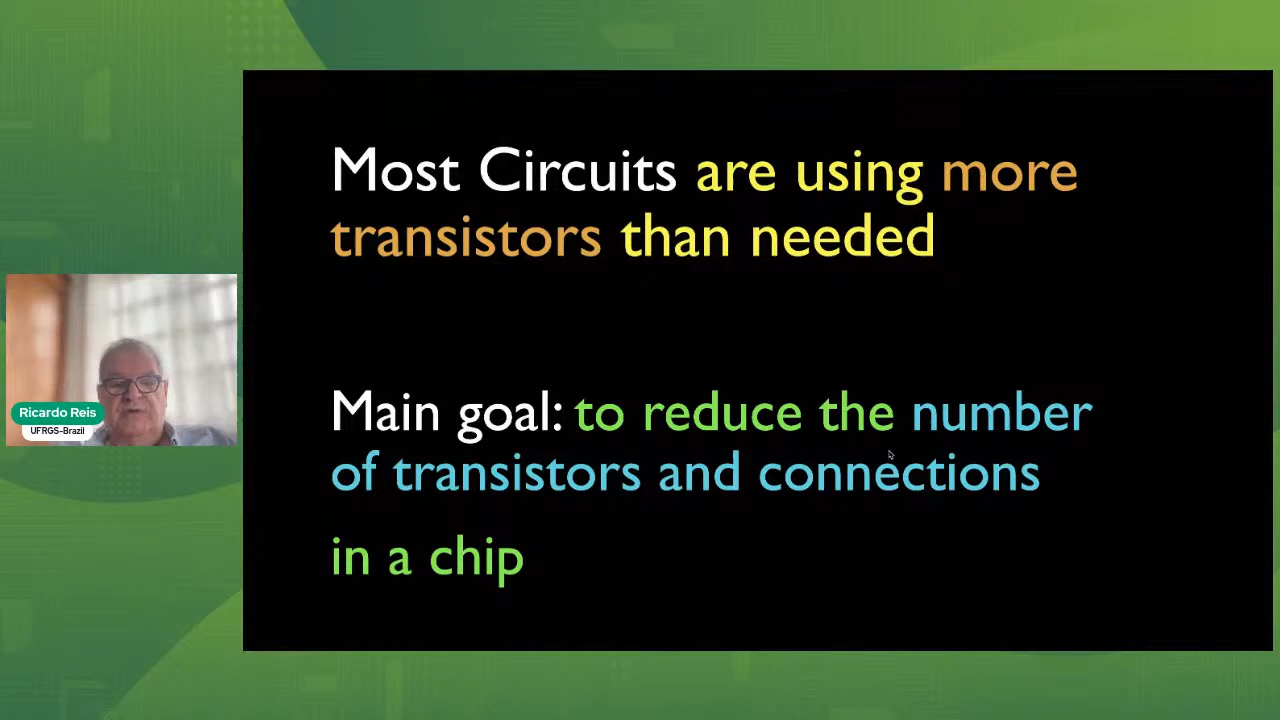 Most Circuits are using more
transistors than needed
Main goal: to reduce the number
of transistors and connections
in a chip
Ricardo Reis
UFRGS-Brazil